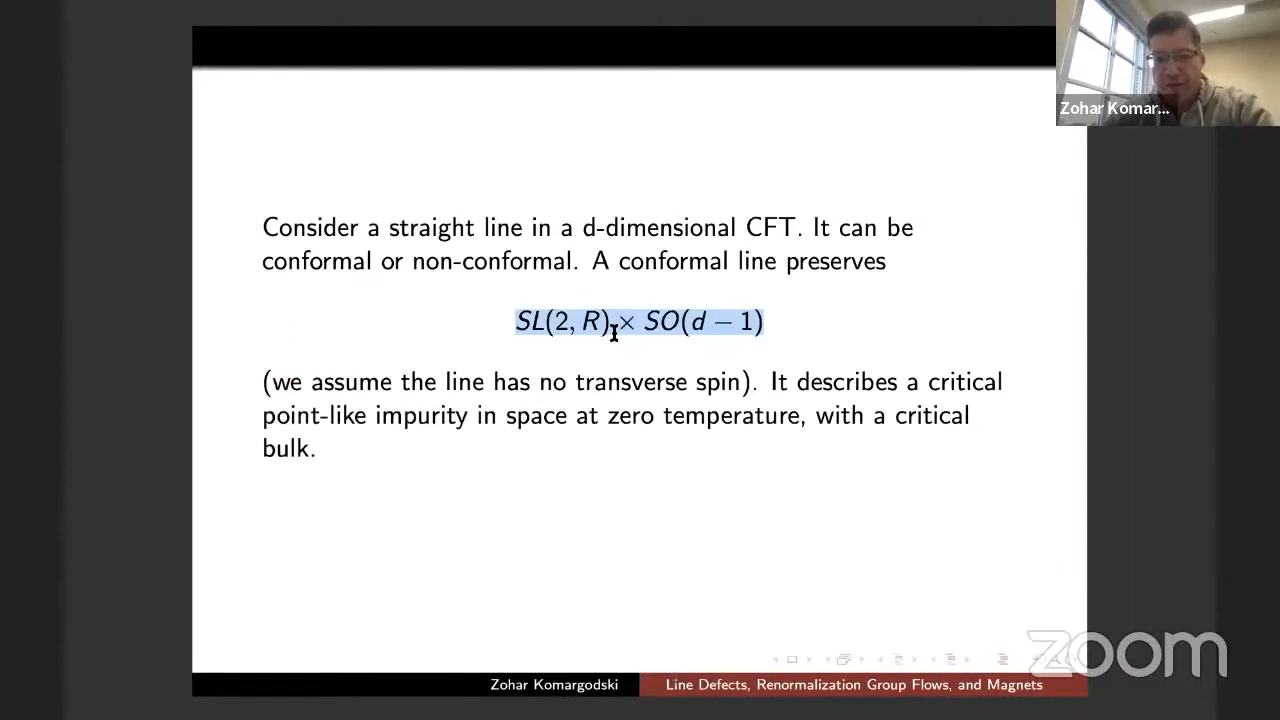 Zohar Komar...
Consider a straight line in a d-dimensional CFT. It can be
conformal or non-conformal. A conformal line preserves
SL(2, R) × SO(d − 1)
(we assume the line has no transverse spin). It describes a critical
point-like impurity in space at zero temperature, with a critical
bulk.
zoom
Zohar Komargodski
Line Defects, Renormalization Group Flows, and Magnets